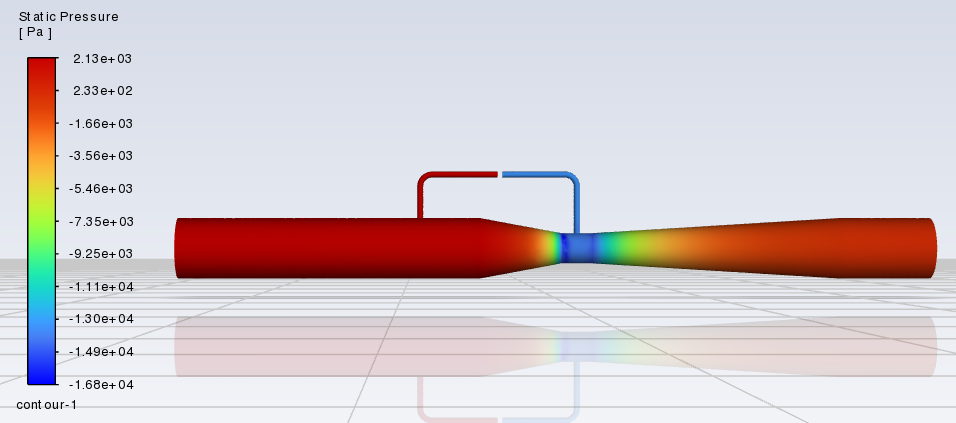 Static Pressure
[ Pa ]
2.13e+03
2.33e+02
-1.66e+03
-3.56e+03
-5.46e+03
-7.35e+03
-9.25e+03
-1.11e+04
-1.30e+04
-1.49e+04
-1.68e+04
contour-1